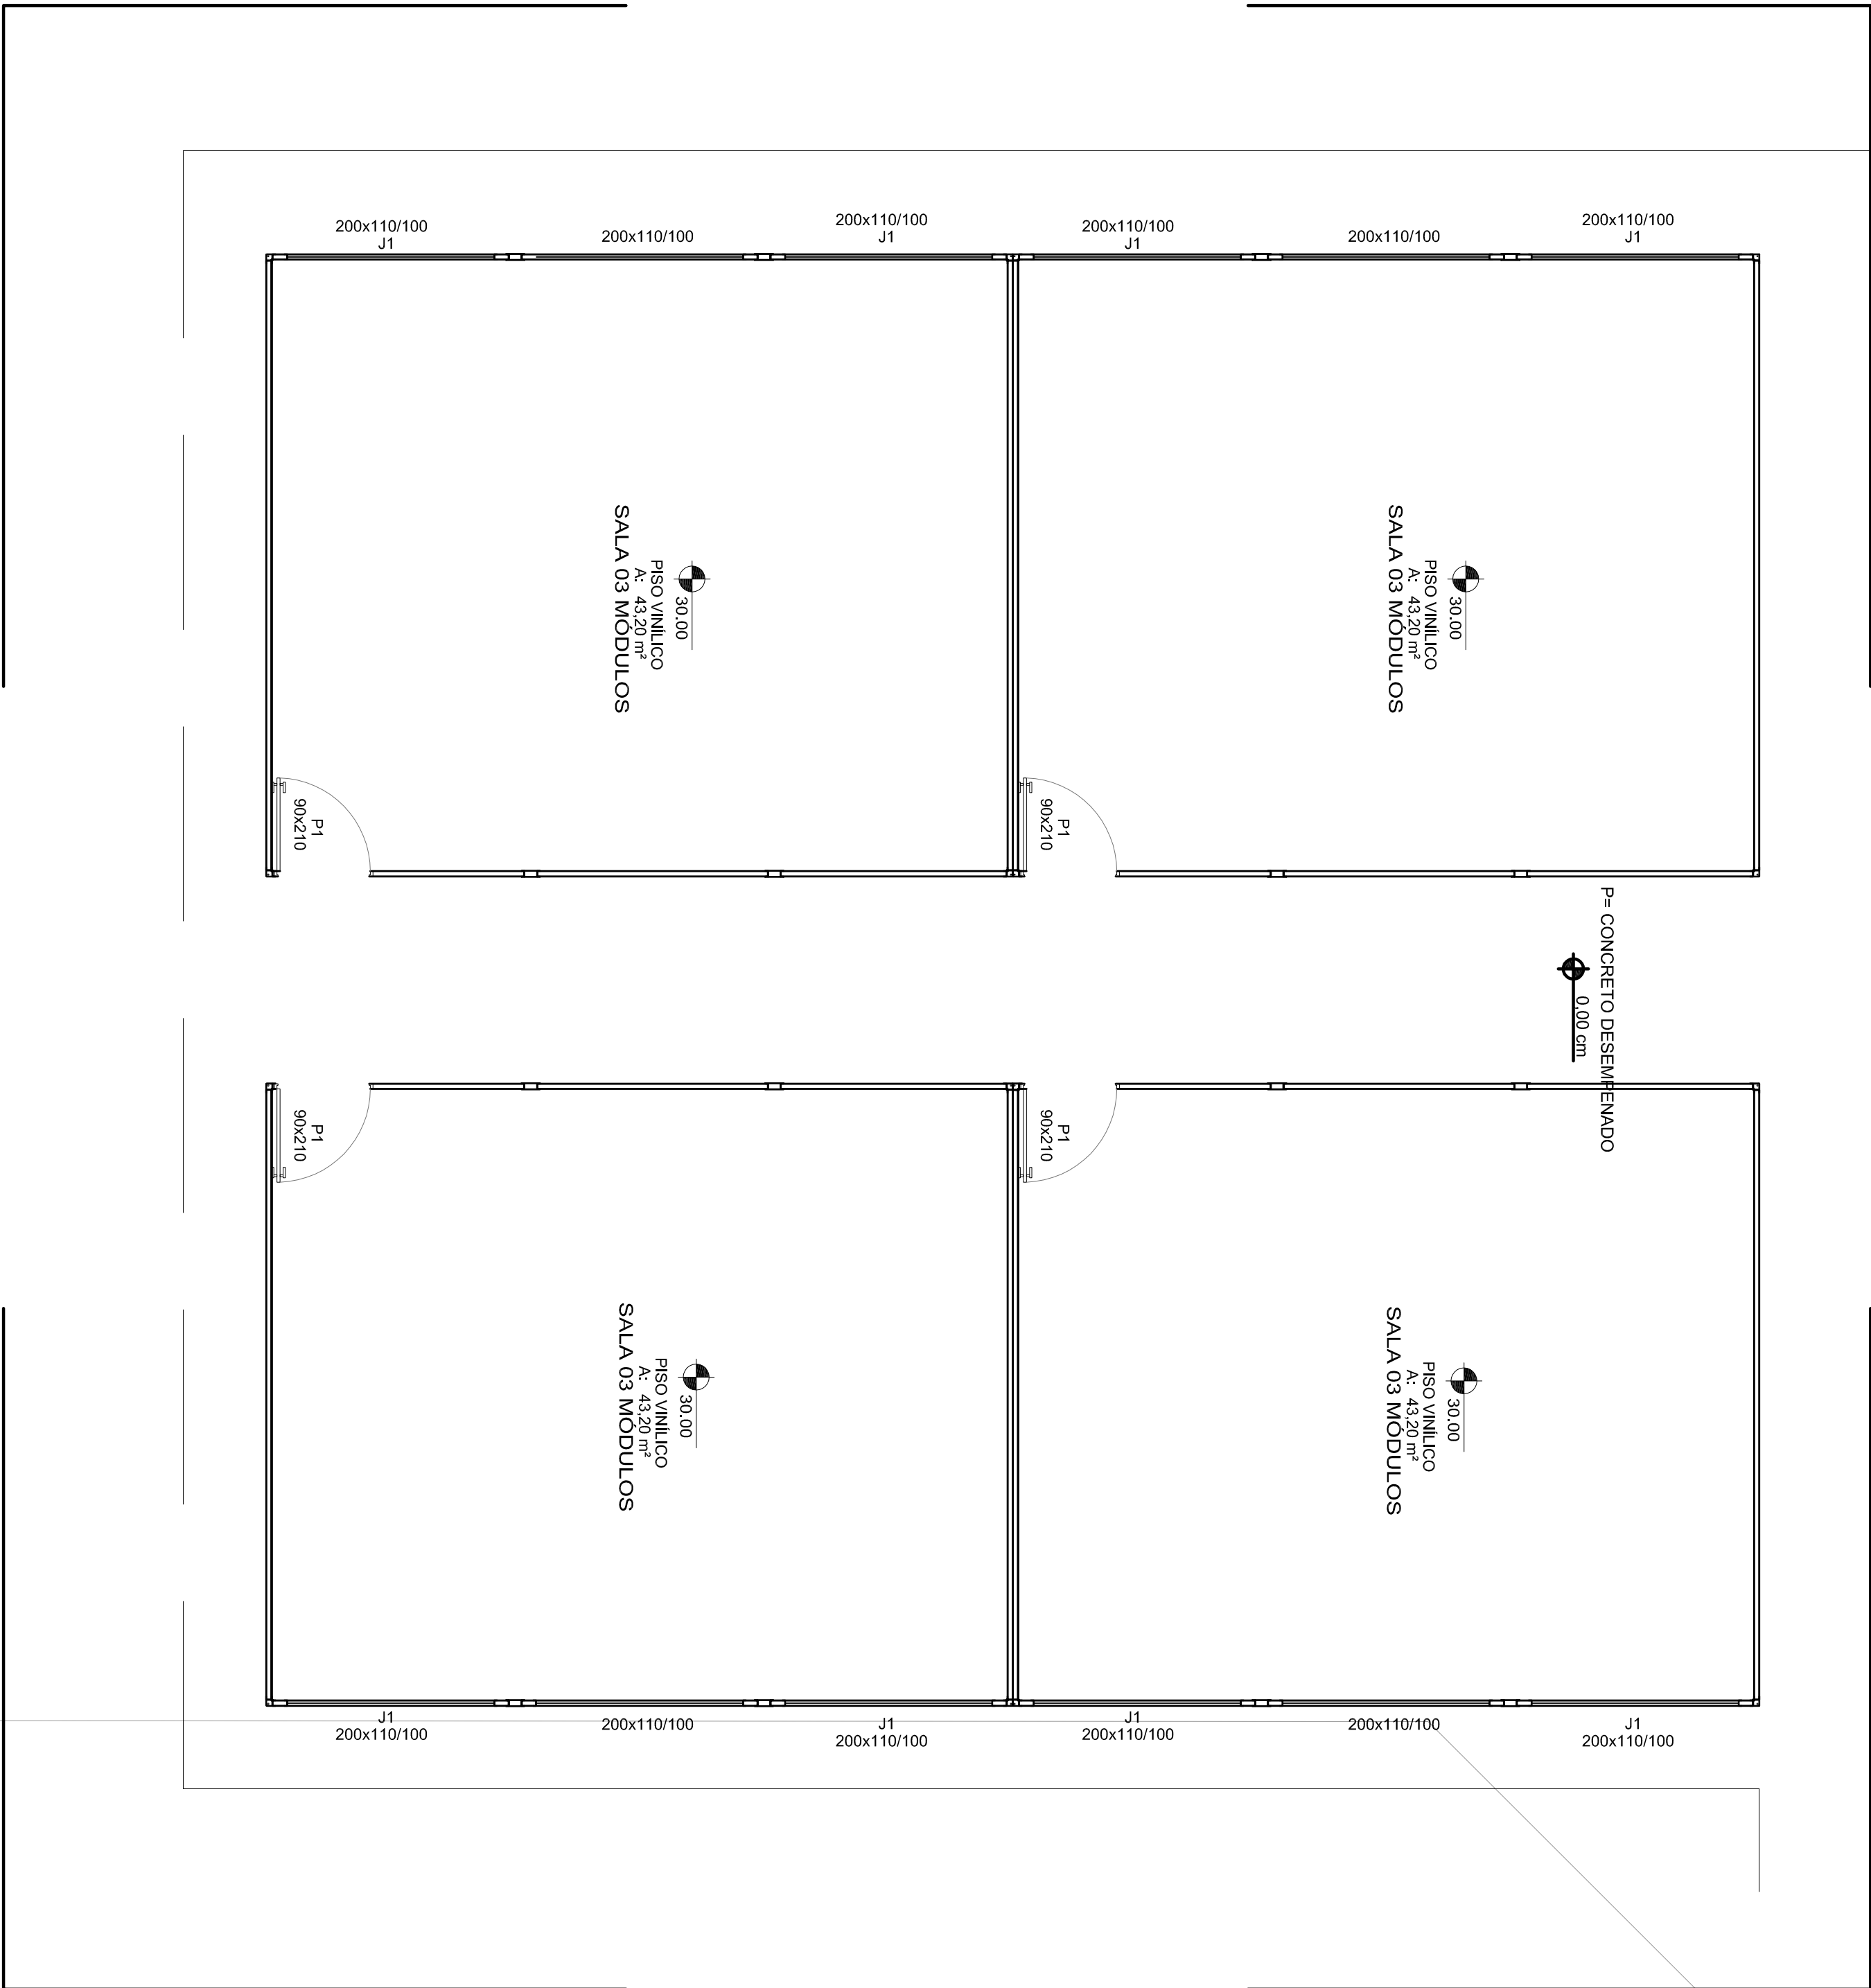 200x110/100
J1
200x110/100
200x110/100
J1
200x110/100
J1
200x110/100
200x110/100
J1
30.00
PISO VINÍLICO
A: 43,20 m²
SALA 03 MÓDULOS
30.00
PISO VINÍLICO
A: 43,20 m²
SALA 03 MÓDULOS
P1
90x210
P1
90x210
P= CONCRETO DESEMPENADO
0,00 cm
P1
90x210
P1
90x210
30.00
PISO VINÍLICO
A: 43,20 m²
SALA 03 MÓDULOS
30.00
PISO VINÍLICO
A: 43,20 m²
SALA 03 MÓDULOS
J1
200x110/100
200x110/100
J1
200x110/100
J1
200x110/100
200x110/100
J1
200x110/100